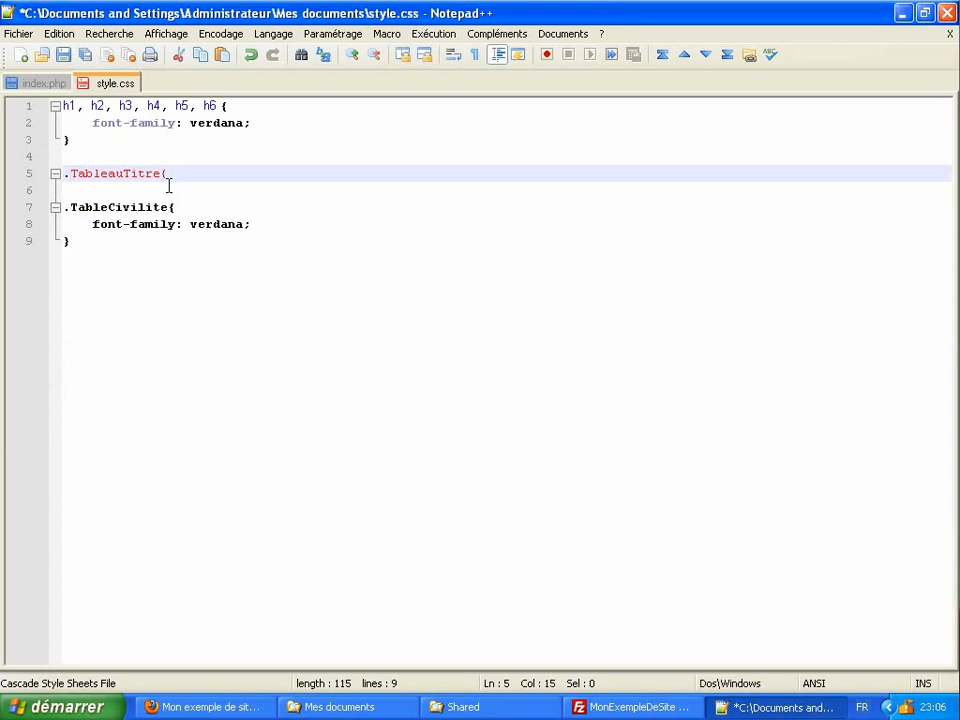 *C:\Documents and Settings\Administrateur\Mes documents\style.css - Notepad++
Fichier Edition Recherche Affichage Encodage Langage Paramétrage Macro Exécution Compléments Documents ? X
index.php style.css
1 h1, h2, h3, h4, h5, h6 {
2 font-family: verdana;
3 }
4
5 .TableauTitre(
6
7 .TableCivilite{
8 font-family: verdana;
9 }
Cascade Style Sheets File length : 115 lines : 9 Ln : 5 Col : 15 Sel : 0 Dos\Windows ANSI INS
démarrer Mon exemple de sit... Mes documents Shared MonExempleDeSite ... *C:\Documents and... FR 23:06